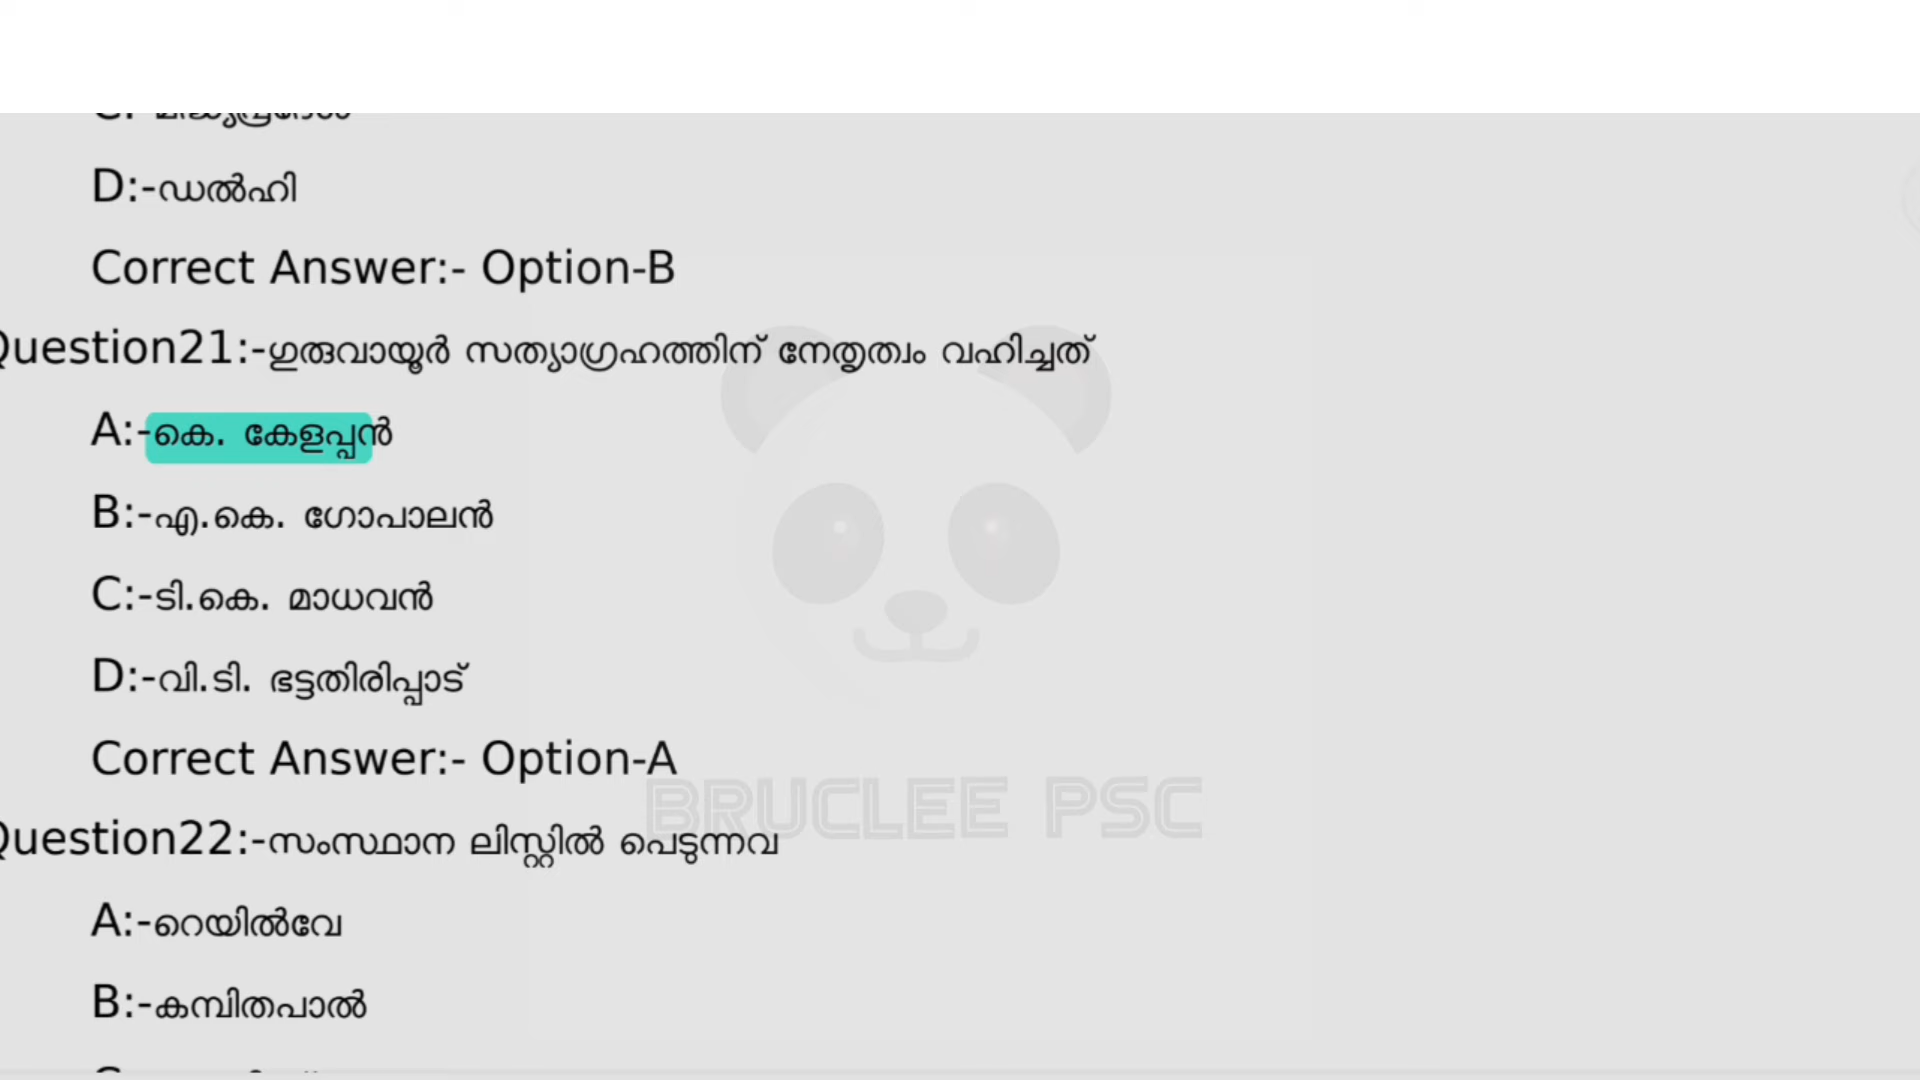 D:-ഡൽഹി
Correct Answer:- Option-B
Question21:-ഗുരുവായൂർ സത്യാഗ്രഹത്തിന് നേതൃത്വം വഹിച്ചത്
A:-കെ. കേളപ്പൻ
B:-എ.കെ. ഗോപാലൻ
C:-ടി.കെ. മാധവൻ
D:-വി.ടി. ഭട്ടതിരിപ്പാട്
Correct Answer:- Option-A
BRUCLEE PSC
Question22:-സംസ്ഥാന ലിസ്റ്റിൽ പെടുന്നവ
A:-റെയിൽവേ
B:-കമ്പിതപാൽ